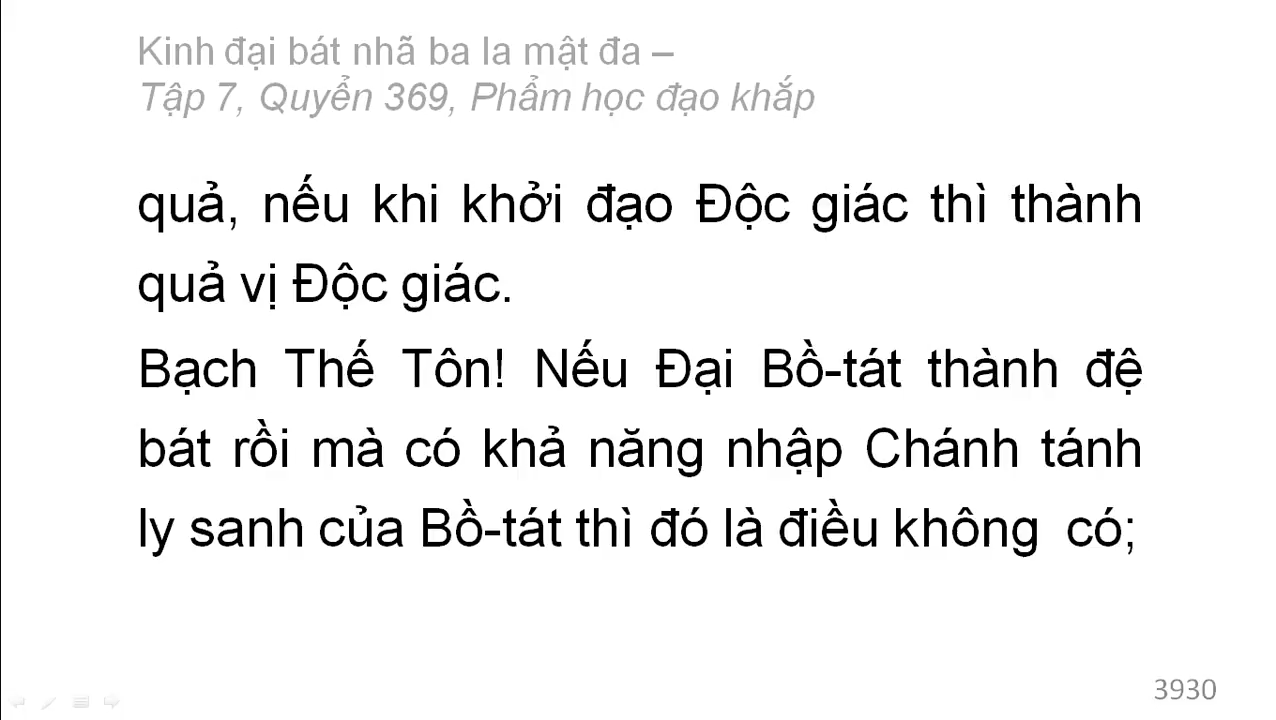 Kinh đại bát nhã ba la mật đa –
Tập 7, Quyển 369, Phẩm học đạo khắp
quả, nếu khi khởi đạo Độc giác thì thành
quả vị Độc giác.
Bạch Thế Tôn! Nếu Đại Bồ-tát thành đệ
bát rồi mà có khả năng nhập Chánh tánh
ly sanh của Bồ-tát thì đó là điều không có;
3930